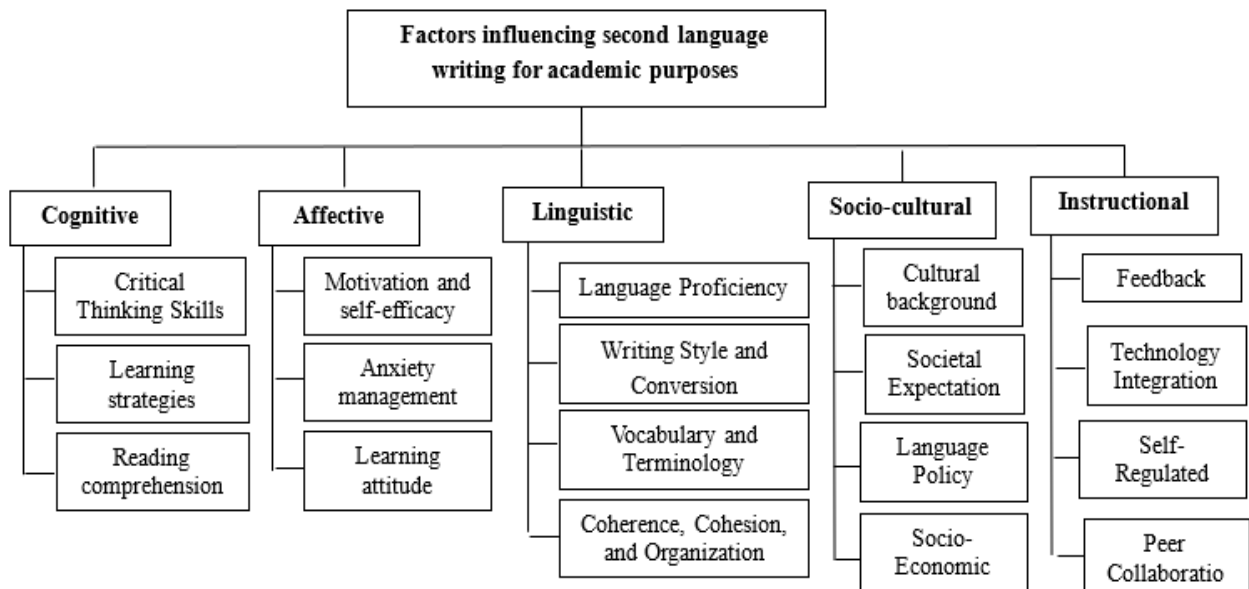 Factors influencing second language
writing for academic purposes
Cognitive
Critical
Thinking Skills
Learning
strategies
Reading
comprehension
Affective
Motivation and
self-efficacy
Anxiety
management
Learning
attitude
Linguistic
Language Proficiency
Writing Style and
Conversion
Vocabulary and
Terminology
Coherence, Cohesion,
and Organization
Socio-cultural
Cultural
background
Societal
Expectation
Language
Policy
Socio-
Economic
Instructional
Feedback
Technology
Integration
Self-
Regulated
Peer
Collaboratio